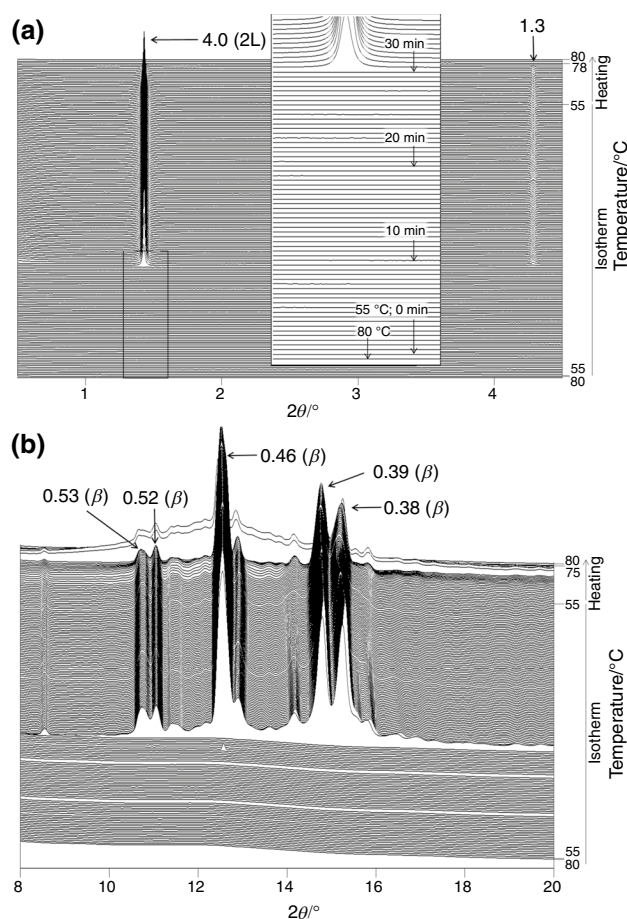 (a)
4.0 (2L)
1.3
30 min
20 min
10 min
55 °C; 0 min
80 °C
80
78
55
55
80
Heating
Isotherm
Temperature/°C
1
2
3
4
2θ/°
(b)
0.53 (β)
0.52 (β)
0.46 (β)
0.39 (β)
0.38 (β)
80
75
55
55
80
Heating
Isotherm
Temperature/°C
8
10
12
14
16
18
20
2θ/°